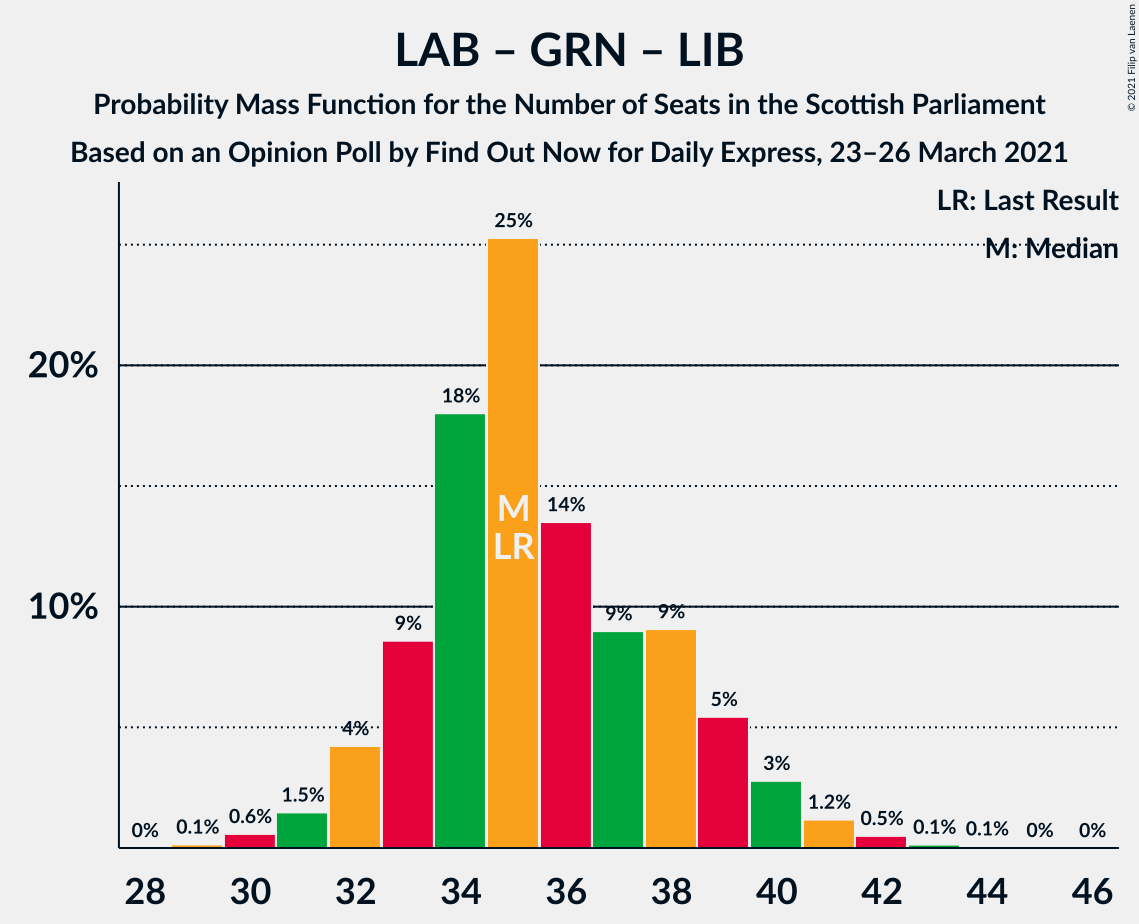 LAB – GRN – LIB
Probability Mass Function for the Number of Seats in the Scottish Parliament
Based on an Opinion Poll by Find Out Now for Daily Express, 23–26 March 2021
© 2021 Filip van Laenen
LR: Last Result
M: Median
20%
10%
0%
0.1%
0.6%
1.5%
4%
9%
18%
25%
M
LR
14%
9%
9%
5%
3%
1.2%
0.5%
0.1%
0.1%
0%
0%
28 30 32 34 36 38 40 42 44 46